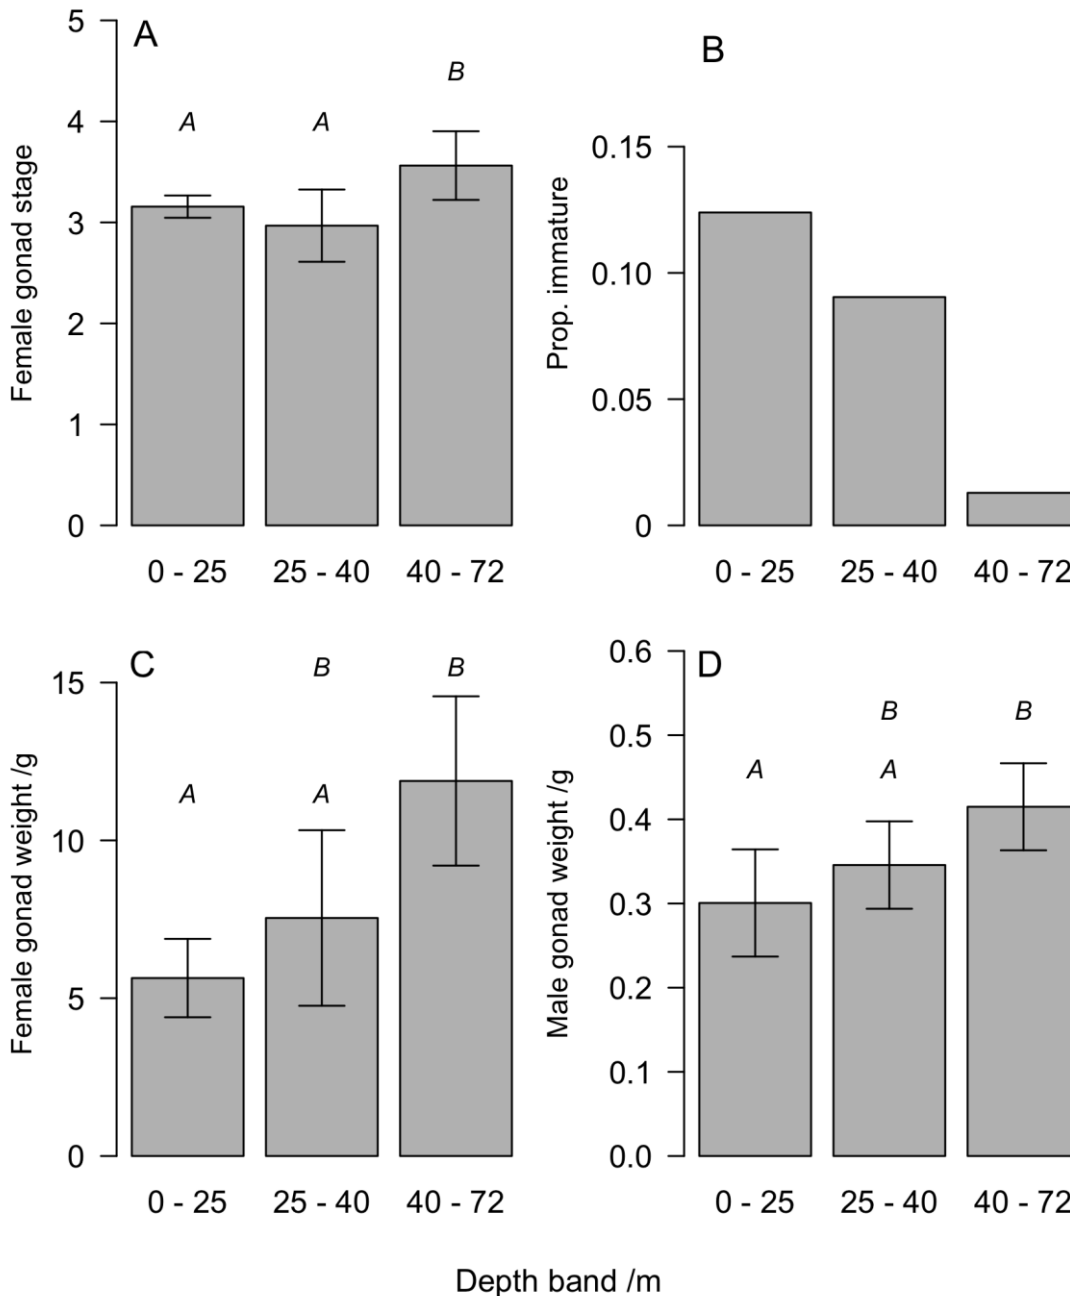 A
Female gonad stage
5
4
3
2
1
0
A
A
B
0 - 25
25 - 40
40 - 72
B
Prop. immature
0.15
0.10
0.05
0
0 - 25
25 - 40
40 - 72
C
Female gonad weight /g
15
10
5
0
B
B
A
A
0 - 25
25 - 40
40 - 72
D
Male gonad weight /g
0.6
0.5
0.4
0.3
0.2
0.1
0.0
B
B
A
A
0 - 25
25 - 40
40 - 72
Depth band /m